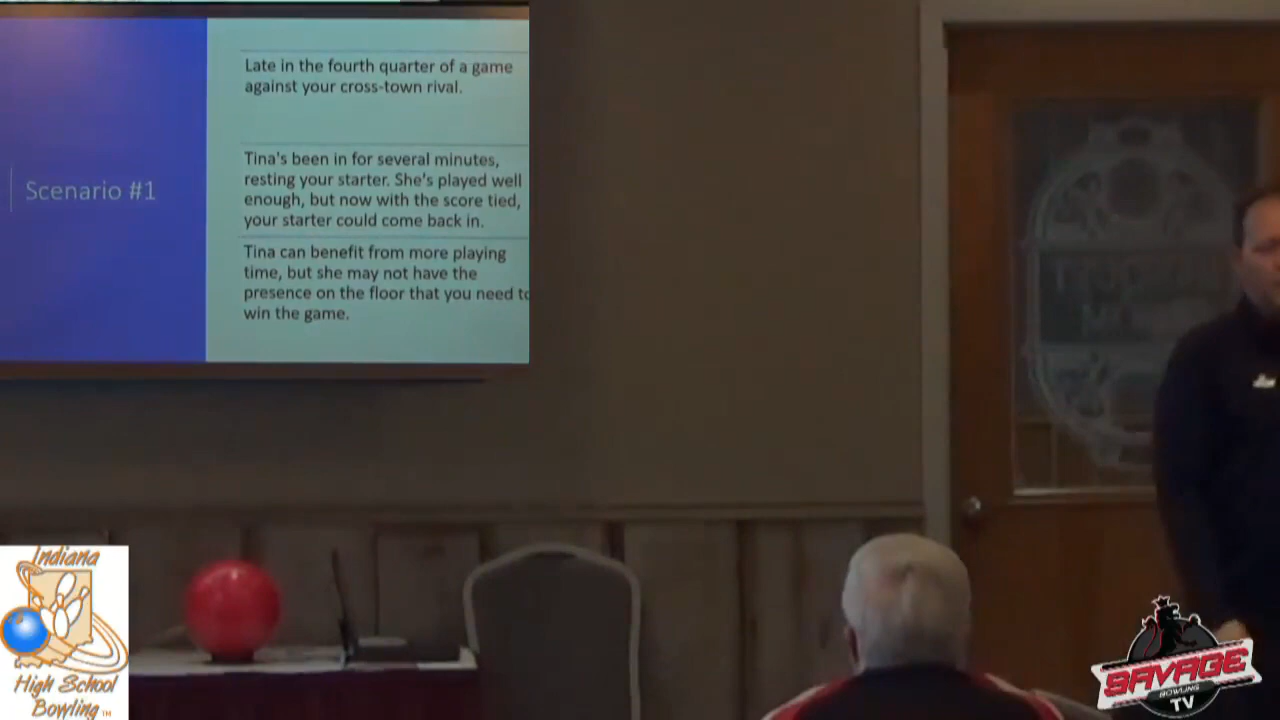 Late in the fourth quarter of a game
against your cross-town rival.
Scenario #1
Tina's been in for several minutes,
resting your starter. She's played well
enough, but now with the score tied,
your starter could come back in.
Tina can benefit from more playing
time, but she may not have the
presence on the floor that you need to
win the game.
Indiana
High School
Bowling™
SAVAGE
BOWLING
TV